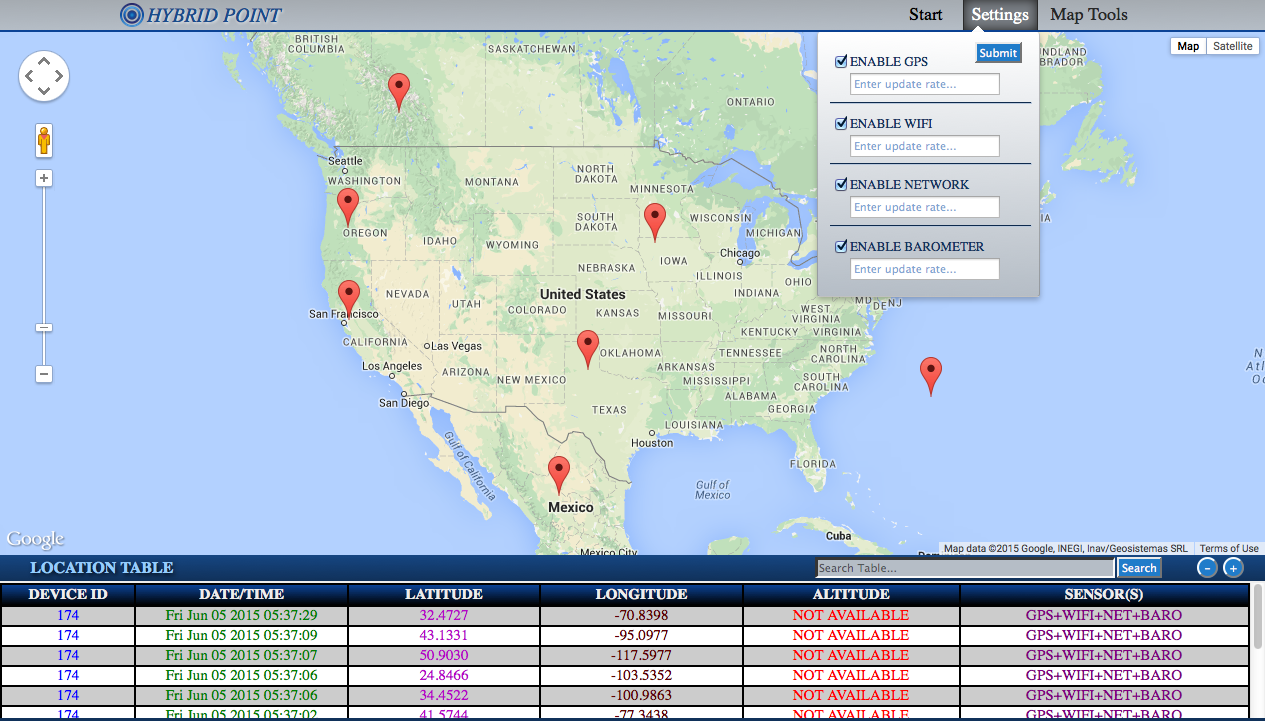 HYBRID POINT
Start Settings Map Tools
Submit
ENABLE GPS
Enter update rate...
ENABLE WIFI
Enter update rate...
ENABLE NETWORK
Enter update rate...
ENABLE BAROMETER
Enter update rate...
Map Satellite
BRITISH
COLUMBIA
SASKATCHEWAN
NDLAND
BRADOR
ONTARIO
Seattle
WASHINGTON
MONTANA
NORTH
DAKOTA
MINNESOTA
OREGON
IDAHO
WYOMING
SOUTH
DAKOTA
WISCONSIN
MICHIGAN
IA
Chicago
IOWA
NEBRASKA
ILLINOIS
INDIANA
OHIO
NEVADA
UTAH
United States
COLORADO
KANSAS
MISSOURI
WEST
VIRGINIA
MD
DE
NJ
San Francisco
CALIFORNIA
Las Vegas
KENTUCKY
VIRGINIA
OKLAHOMA
TENNESSEE
NORTH
CAROLINA
Los Angeles
ARIZONA
NEW MEXICO
ARKANSAS
MISSISSIPPI
SOUTH
CAROLINA
San Diego
TEXAS
ALABAMA
GEORGIA
LOUISIANA
Houston
Gulf of California
FLORIDA
Gulf of
Mexico
Mexico
Cuba
Mexico City
N
Atl
Oc
Google
Map data ©2015 Google, INEGI, Inav/Geosistemas SRL Terms of Use
LOCATION TABLE Search Table... Search - +
DEVICE ID DATE/TIME LATITUDE LONGITUDE ALTITUDE SENSOR(S)
174 Fri Jun 05 2015 05:37:29 32.4727 -70.8398 NOT AVAILABLE GPS+WIFI+NET+BARO
174 Fri Jun 05 2015 05:37:09 43.1331 -95.0977 NOT AVAILABLE GPS+WIFI+NET+BARO
174 Fri Jun 05 2015 05:37:07 50.9030 -117.5977 NOT AVAILABLE GPS+WIFI+NET+BARO
174 Fri Jun 05 2015 05:37:06 24.8466 -103.5352 NOT AVAILABLE GPS+WIFI+NET+BARO
174 Fri Jun 05 2015 05:37:06 34.4522 -100.9863 NOT AVAILABLE GPS+WIFI+NET+BARO
174 Fri Jun 05 2015 05:37:02 41.5744 -77.3438 NOT AVAILABLE GPS+WIFI+NET+BARO